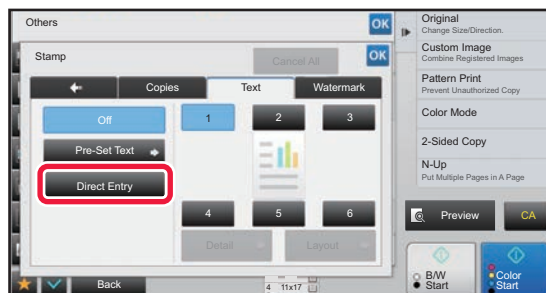 Others
OK
Stamp
Cancel All
OK
Copies
Text
Watermark
Off
1
2
3
Pre-Set Text
Direct Entry
4
5
6
Detail
Layout
Back
4 11x17
Original
Change Size/Direction.
Custom Image
Combine Registered Images
Pattern Print
Prevent Unauthorized Copy
Color Mode
2-Sided Copy
N-Up
Put Multiple Pages in A Page
Preview
CA
B/W
Start
Color
Start